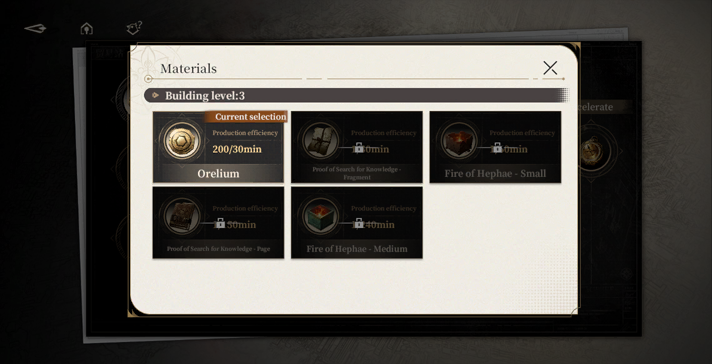 Materials
Building level:3
Current selection
Production efficiency
200/30min
Orelium
Production efficiency
Proof of Search for Knowledge -
Fragment
Production efficiency
Fire of Hephae - Small
Production efficiency
Proof of Search for Knowledge - Page
Production efficiency
Fire of Hephae - Medium
celerate